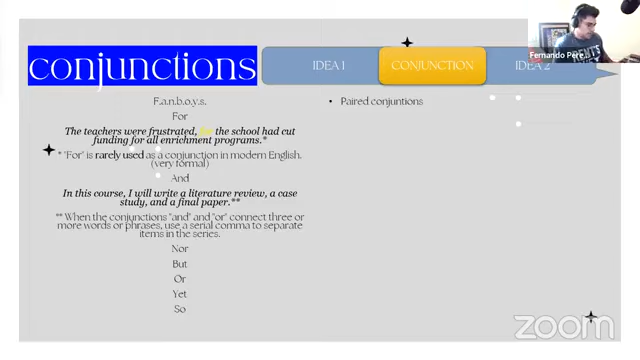 conjunctions
IDEA 1
CONJUNCTION
IDEA 2
Fernando Pere
F.a.n.b.o.y.s.
For
The teachers were frustrated, for the school had cut
funding for all enrichment programs.*
* "For" is rarely used as a conjunction in modern English.
(very formal)
And
In this course, I will write a literature review, a case
study, and a final paper.**
** When the conjunctions "and" and "or" connect three or
more words or phrases, use a serial comma to separate
items in the series.
Nor
But
Or
Yet
So
• Paired conjuntions
zoom